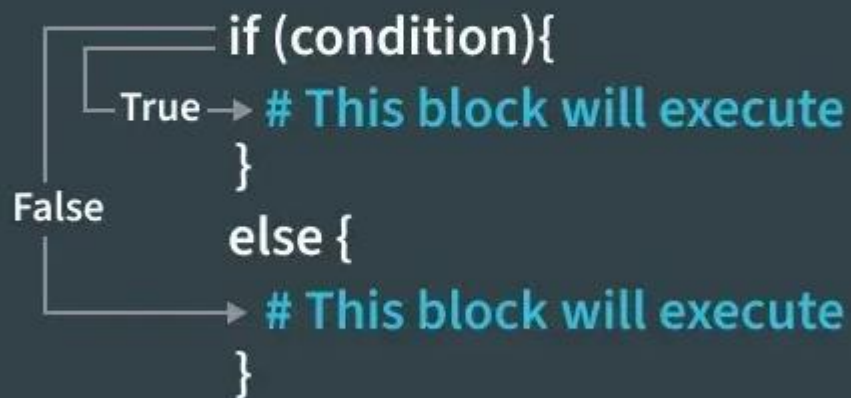 if (condition){
True # This block will execute
}
False
else {
# This block will execute
}